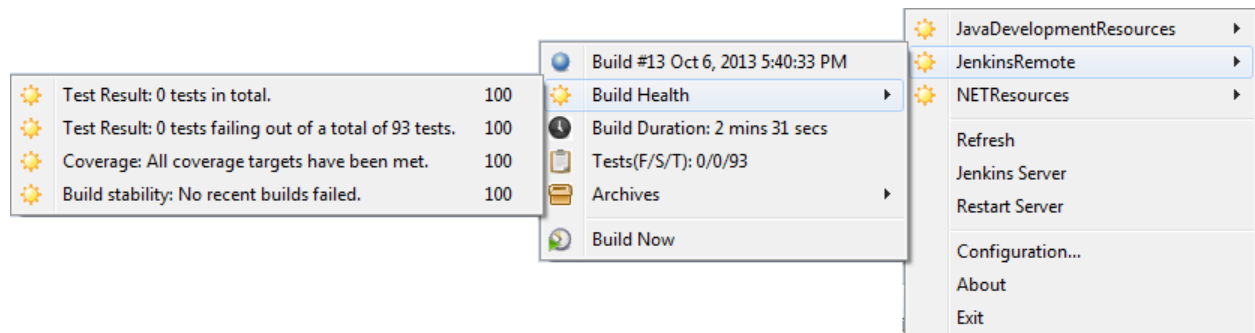 JavaDevelopmentResources
JenkinsRemote
NETResources
Refresh
Jenkins Server
Restart Server
Configuration...
About
Exit
Build #13 Oct 6, 2013 5:40:33 PM
Build Health
Build Duration: 2 mins 31 secs
Tests(F/S/T): 0/0/93
Archives
Build Now
Test Result: 0 tests in total. 100
Test Result: 0 tests failing out of a total of 93 tests. 100
Coverage: All coverage targets have been met. 100
Build stability: No recent builds failed. 100